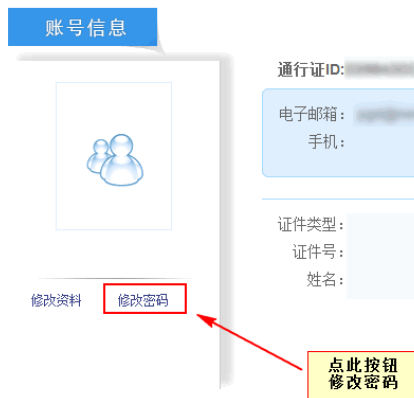 账号信息
通行证ID:
电子邮箱：
手机：
证件类型：
证件号：
姓名：
修改资料
修改密码
点此按钮
修改密码